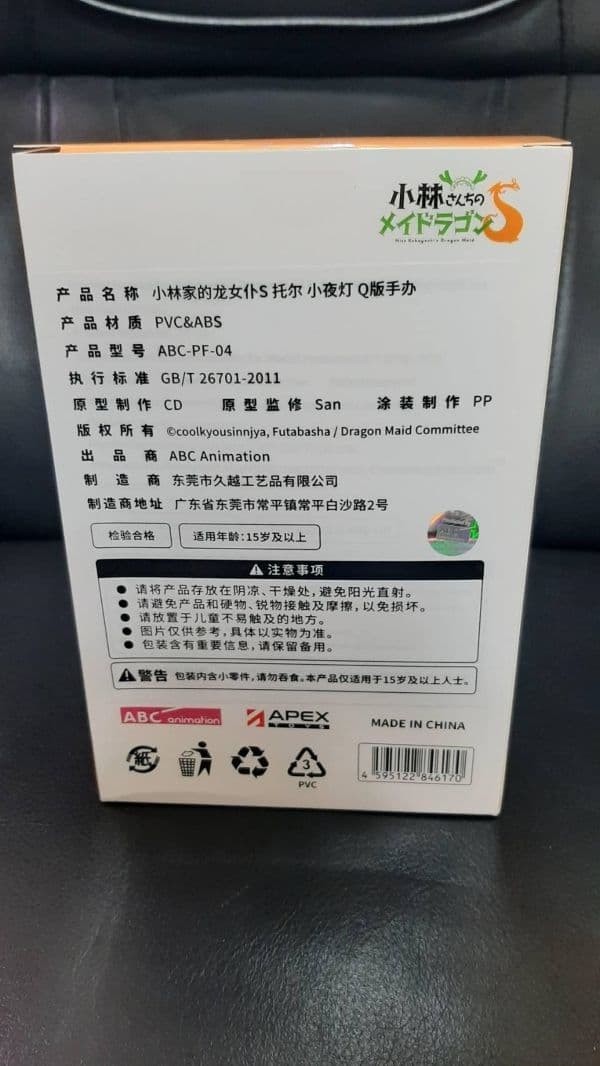 小林さんちの
メイドラゴンS
Miss Kobayashi's Dragon Maid
产品名称 小林家的龙女仆S 托尔 小夜灯 Q版手办
产品材质 PVC&ABS
产品型号 ABC-PF-04
执行标准 GB/T 26701-2011
原型制作 CD 原型监修 San 涂装制作 PP
版权所有 ©coolkyousinnjya, Futabasha / Dragon Maid Committee
出品商 ABC Animation
制造商 东莞市久越工艺品有限公司
制造商地址 广东省东莞市常平镇常平白沙路2号
检验合格 适用年龄:15岁及以上
注意事项
● 请将产品存放在阴凉、干燥处,避免阳光直射。
● 请避免产品和硬物、锐物接触及摩擦,以免损坏。
● 请放置于儿童不易触及的地方。
● 图片仅供参考,具体以实物为准。
● 包装含有重要信息,请保留备用。
警告 包装内含小零件,请勿吞食。本产品仅适用于15岁及以上人士。
ABC animation APEX TOYS MADE IN CHINA
紙 3
PVC
4 595122 846170